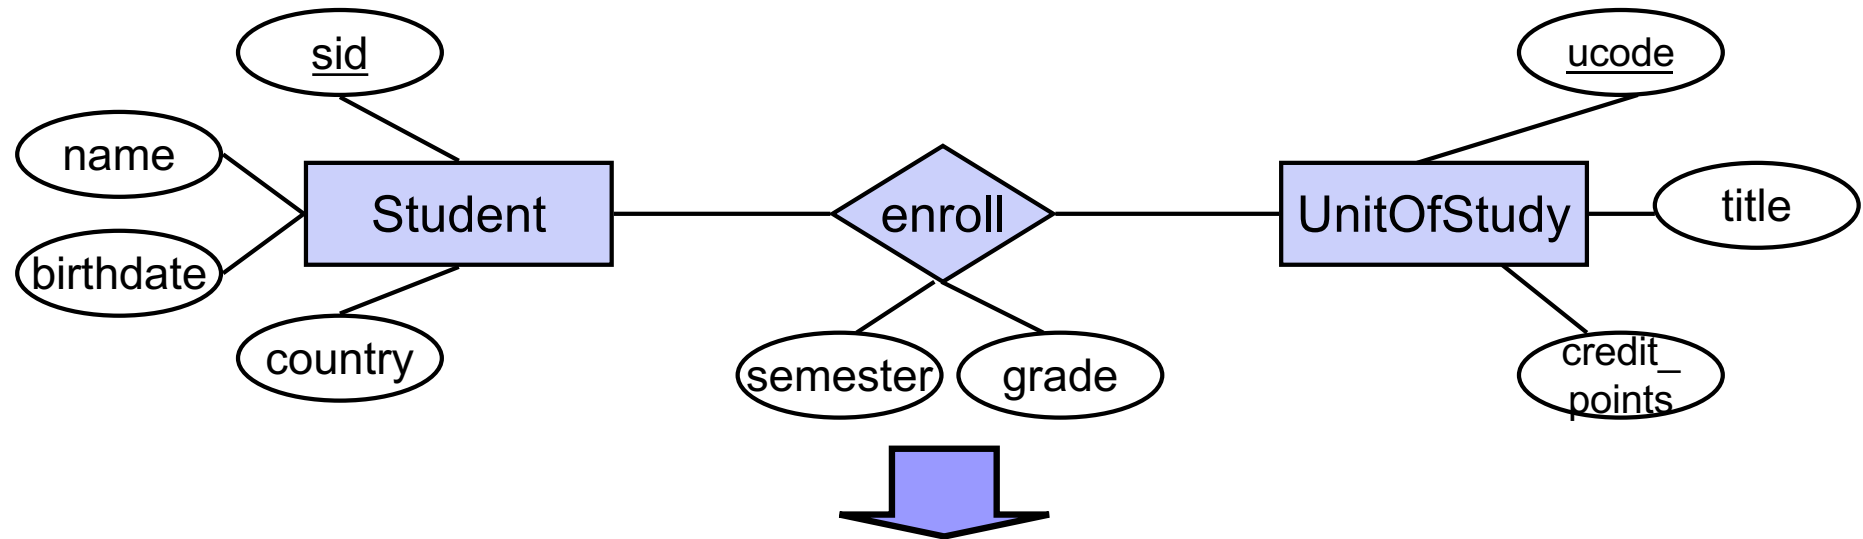 sid
ucode
name
Student
enroll
UnitOfStudy
title
birthdate
country
semester
grade
credit_
points